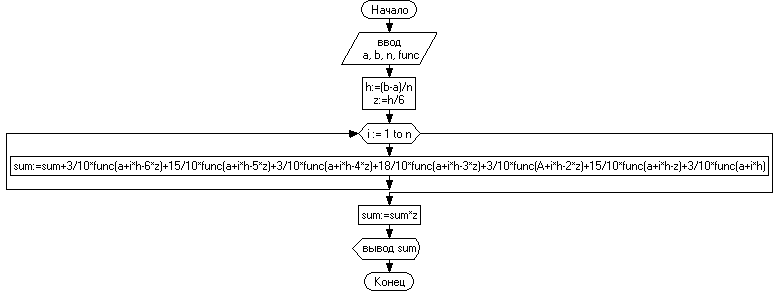 Начало
ввод
a, b, n, func
h:=(b-a)/n
z:=h/6
i := 1 to n
sum:=sum+3/10*func(a+i*h-6*z)+15/10*func(a+i*h-5*z)+3/10*func(a+i*h-4*z)+18/10*func(a+i*h-3*z)+3/10*func(A+i*h-2*z)+15/10*func(a+i*h-z)+3/10*func(a+i*h)
sum:=sum*z
вывод sum
Конец